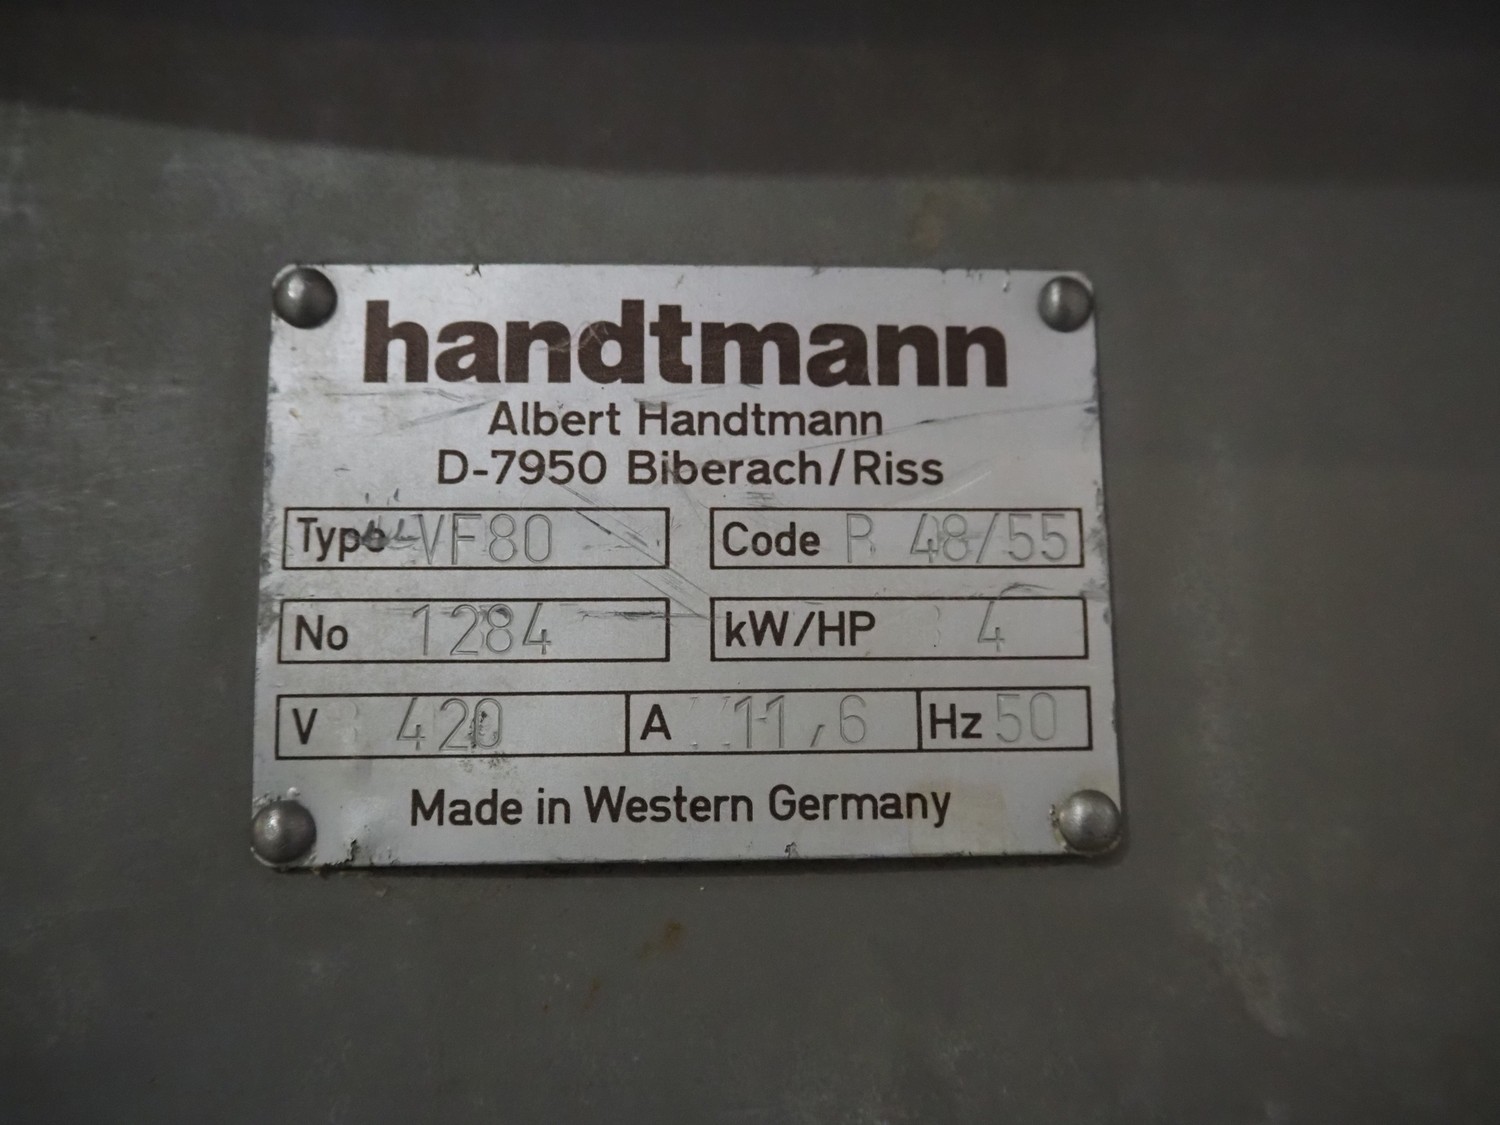 handtmann
Albert Handtmann
D-7950 Biberach/Riss
Type VF80 Code B 48/55
No 1284 kW/HP 4
V 420 A 11,6 Hz 50
Made in Western Germany